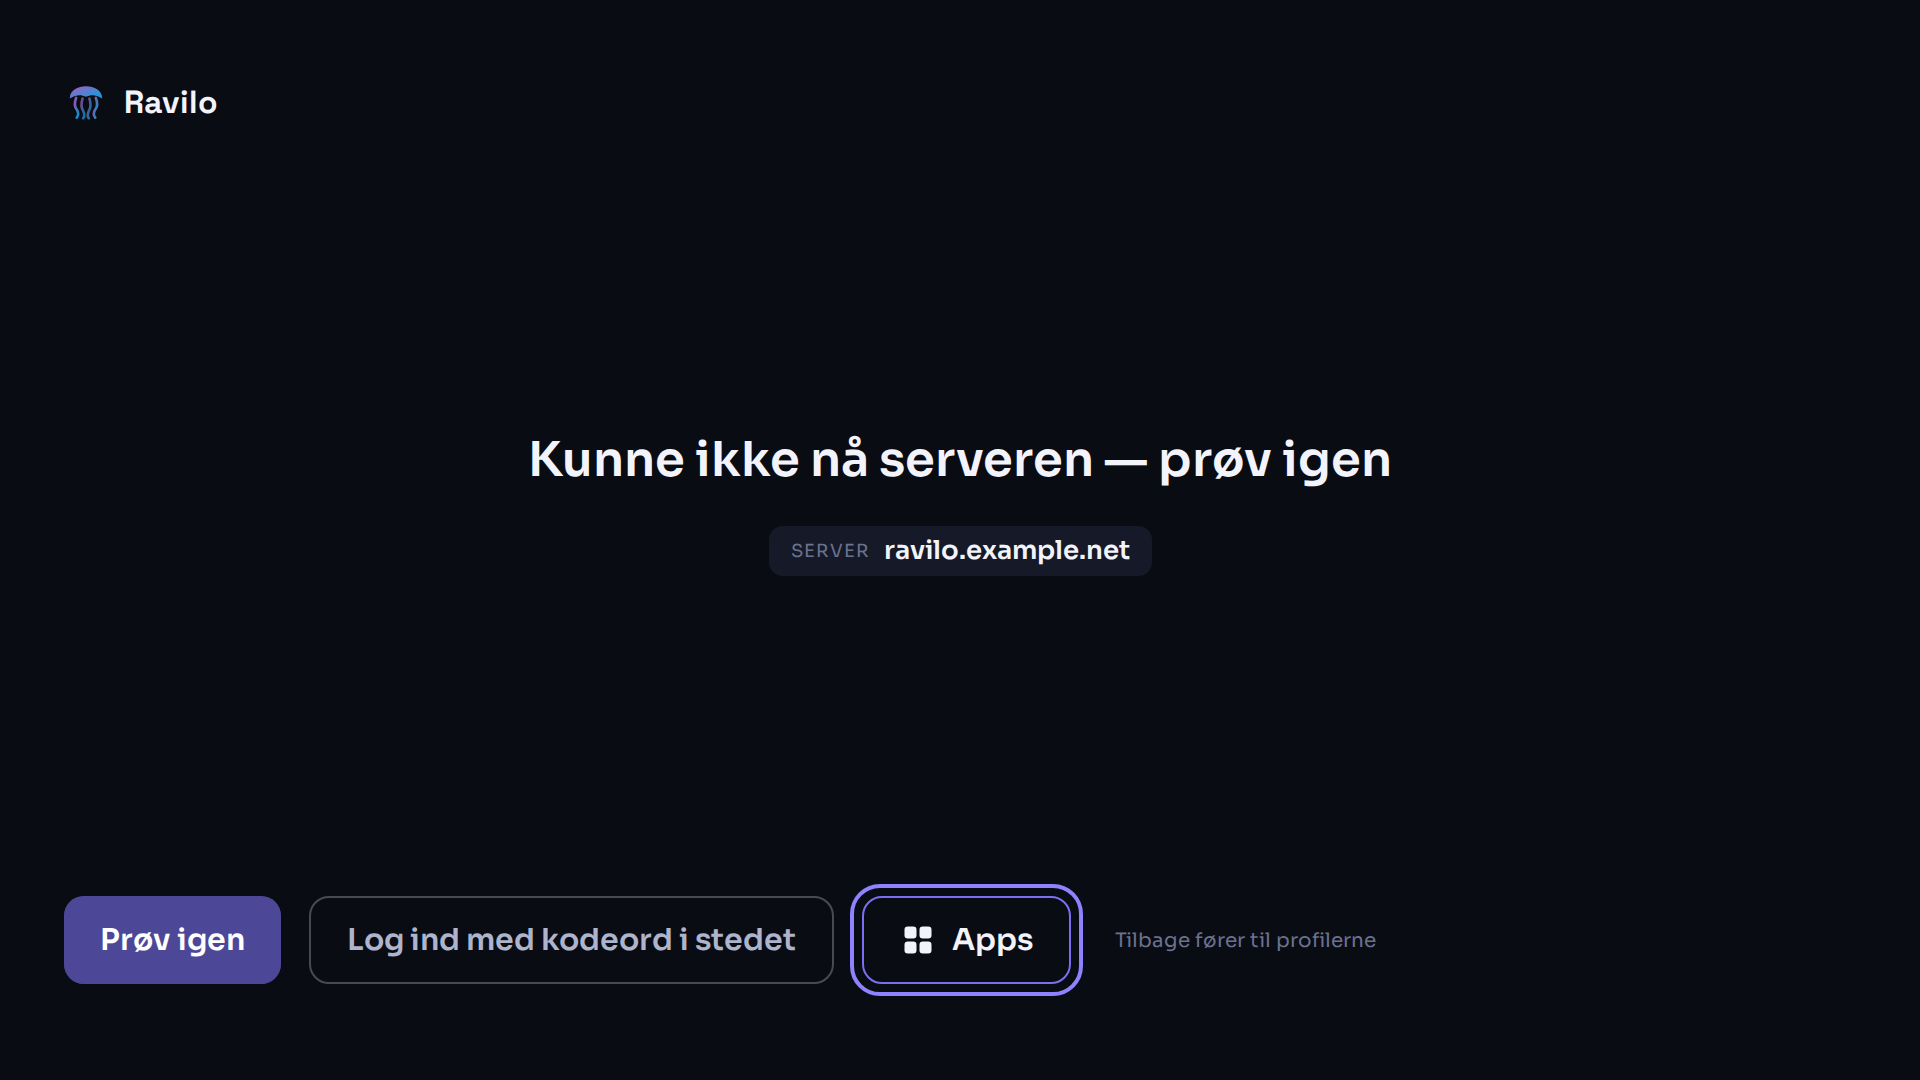 Ravilo
Kunne ikke nå serveren — prøv igen
SERVER ravilo.example.net
Prøv igen
Log ind med kodeord i stedet
Apps
Tilbage fører til profilerne